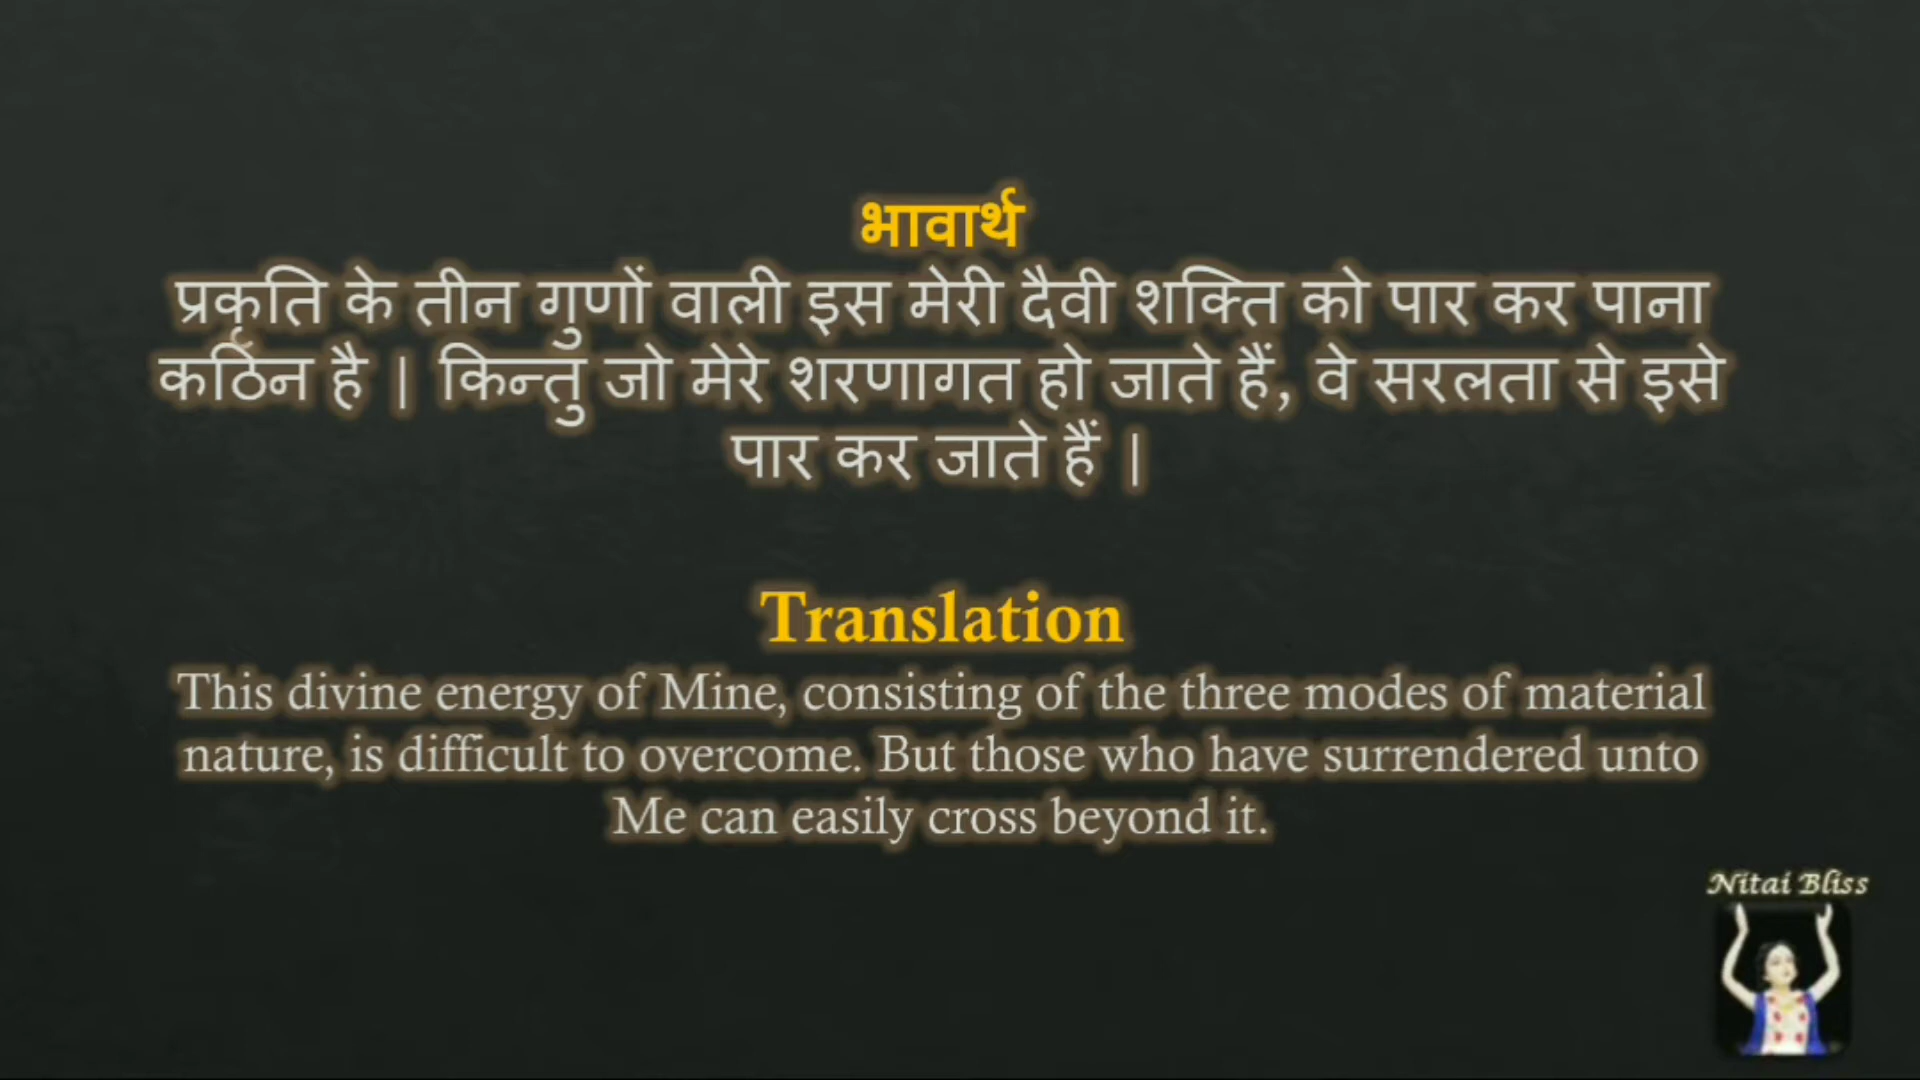 भावार्थ
प्रकृति के तीन गुणों वाली इस मेरी दैवी शक्ति को पार कर पाना
कठिन है | किन्तु जो मेरे शरणागत हो जाते हैं, वे सरलता से इसे
पार कर जाते हैं |
Translation
This divine energy of Mine, consisting of the three modes of material
nature, is difficult to overcome. But those who have surrendered unto
Me can easily cross beyond it.
Nitai Bliss